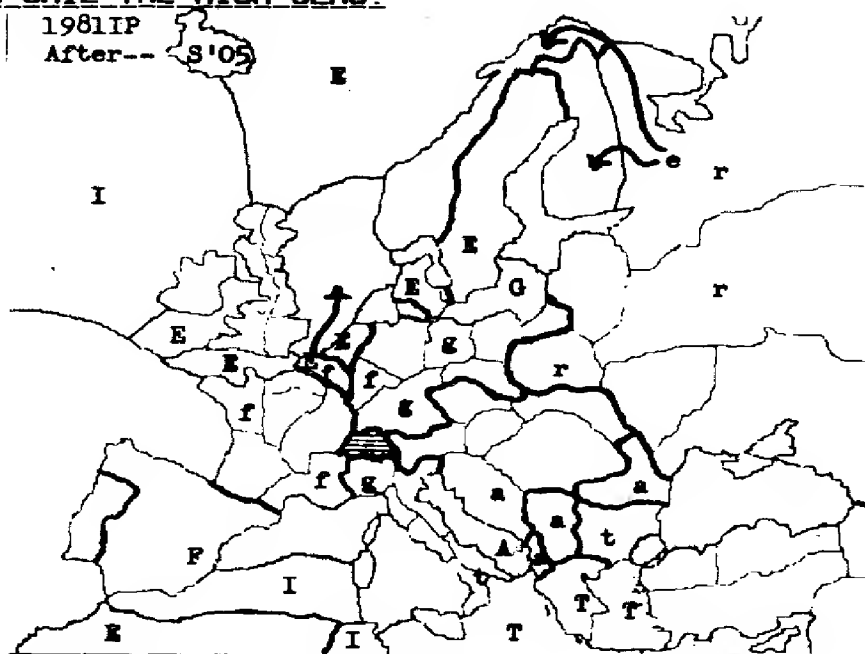 1981IP
After-- S'05
E
e r
I
E
E G r
E E g
E f f r
g
f
f g a a
a
t
F A
I t
T T
E I T